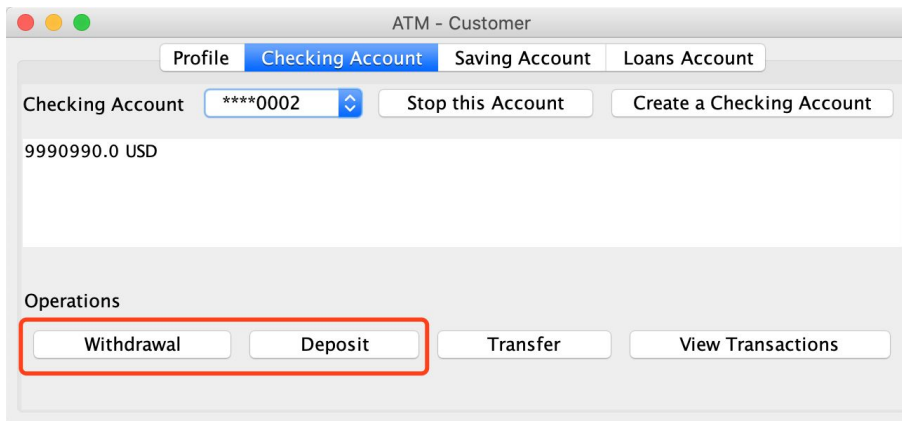 ATM - Customer
Profile Checking Account Saving Account Loans Account
Checking Account ****0002 Stop this Account Create a Checking Account
9990990.0 USD
Operations
Withdrawal Deposit Transfer View Transactions